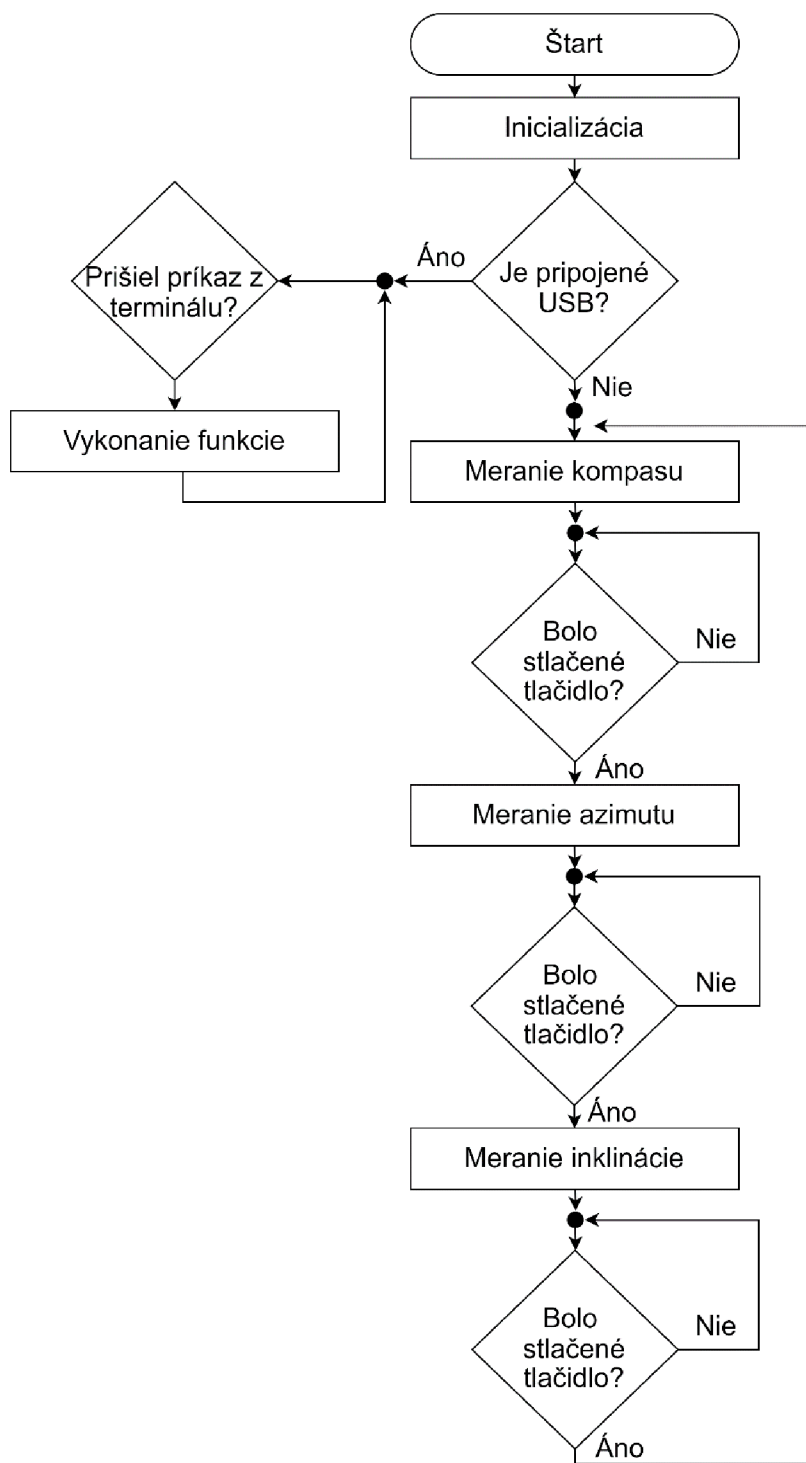 Štart
Inicializácia
Je pripojené
USB?
Áno
Prišiel príkaz z
terminálu?
Vykonanie funkcie
Nie
Meranie kompasu
Bolo
stlačené
tlačidlo?
Nie
Áno
Meranie azimutu
Bolo
stlačené
tlačidlo?
Nie
Áno
Meranie inklinácie
Bolo
stlačené
tlačidlo?
Nie
Áno